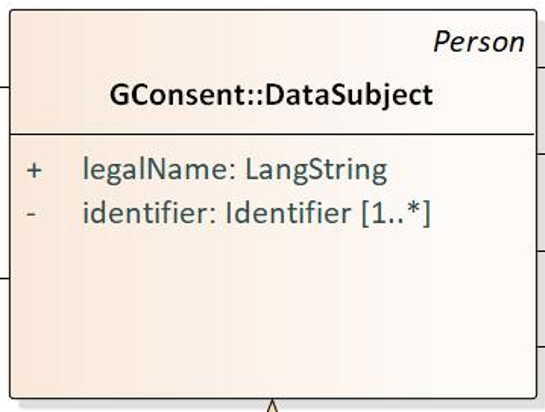 Person
GConsent::DataSubject
+ legalName: LangString
- identifier: Identifier [1..*]